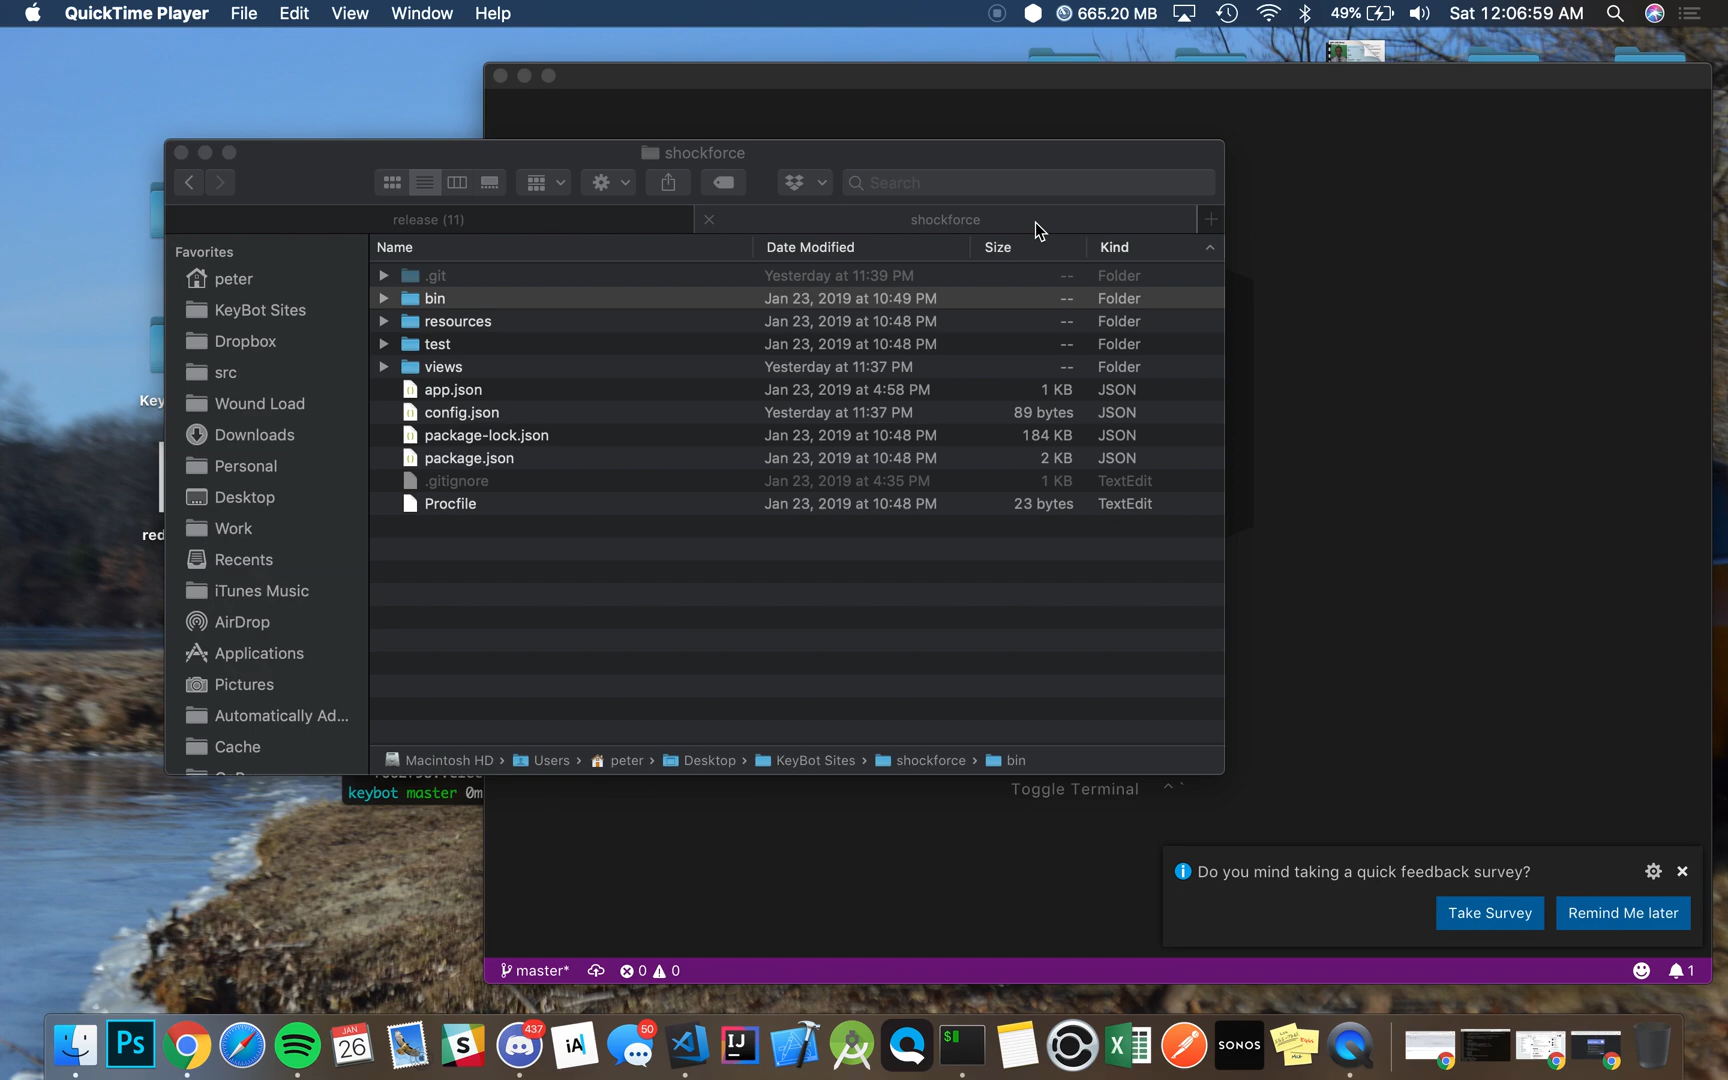 QuickTime Player File Edit View Window Help 665.20 MB 49% Sat 12:06:59 AM
shockforce
Search
release (11) shockforce
Favorites
Name Date Modified Size Kind
.git Yesterday at 11:39 PM -- Folder
peter
bin Jan 23, 2019 at 10:49 PM -- Folder
KeyBot Sites
resources Jan 23, 2019 at 10:48 PM -- Folder
Dropbox
test Jan 23, 2019 at 10:48 PM -- Folder
src
views Yesterday at 11:37 PM -- Folder
app.json Jan 23, 2019 at 4:58 PM 1 KB JSON
Key
Wound Load
config.json Yesterday at 11:37 PM 89 bytes JSON
Downloads
package-lock.json Jan 23, 2019 at 10:48 PM 184 KB JSON
Personal
package.json Jan 23, 2019 at 10:48 PM 2 KB JSON
.gitignore Jan 23, 2019 at 4:35 PM 1 KB TextEdit
Desktop
Procfile Jan 23, 2019 at 10:48 PM 23 bytes TextEdit
Work
red
Recents
iTunes Music
AirDrop
Applications
Pictures
Automatically Ad...
Cache
Macintosh HD › Users › peter › Desktop › KeyBot Sites › shockforce › bin
keybot master 0m
Toggle Terminal ^ `
Do you mind taking a quick feedback survey?
Take Survey Remind Me later
master* 0 0 1
Ps
JAN
26
S
437
iA
50
IJ
$
X
SONOS